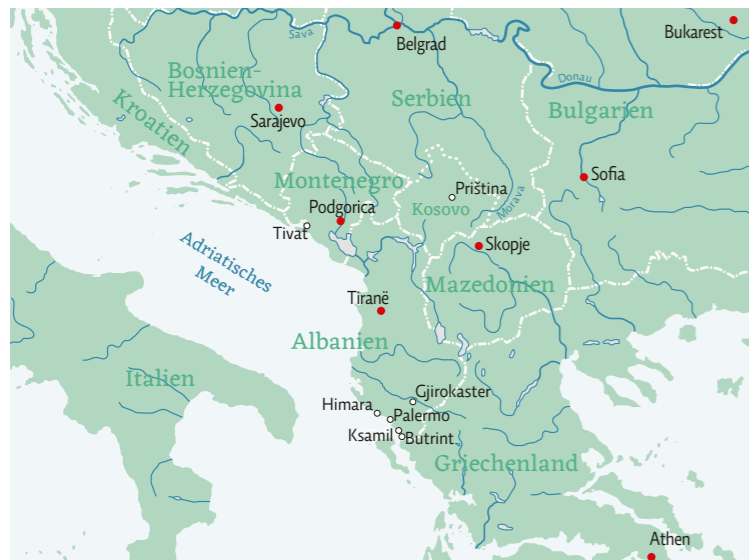 Sava
Belgrad
Bukarest
Bosnien-
Herzegovina
Donau
Serbien
Bulgarien
Kroatien
Sarajevo
Montenegro
Priština
Sofia
Kosovo
Morava
Podgorica
Tivat
Skopje
Adriatisches
Meer
Mazedonien
Tiranë
Albanien
Italien
Gjirokaster
Himara
Palermo
Ksamil
Butrint
Griechenland
Athen